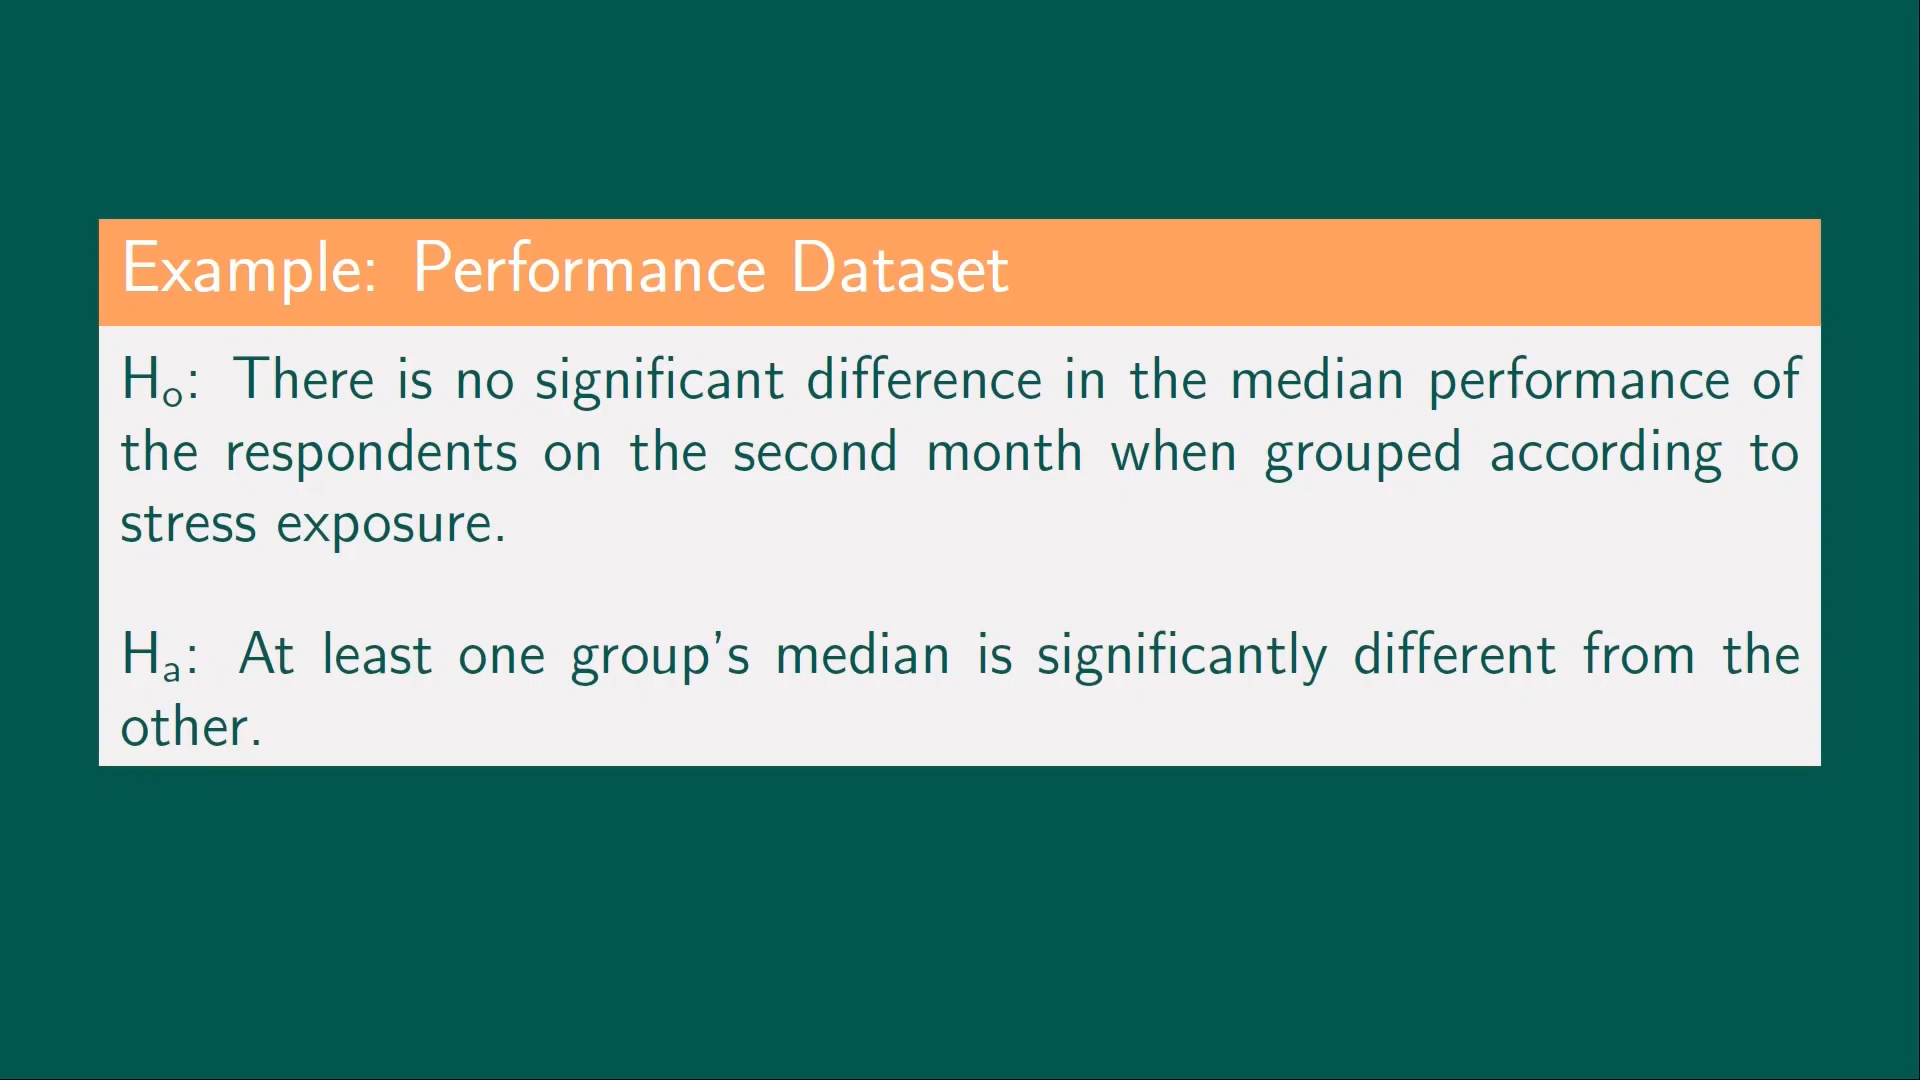 Example: Performance Dataset
Hₒ: There is no significant difference in the median performance of
the respondents on the second month when grouped according to
stress exposure.
Hₐ: At least one group's median is significantly different from the
other.